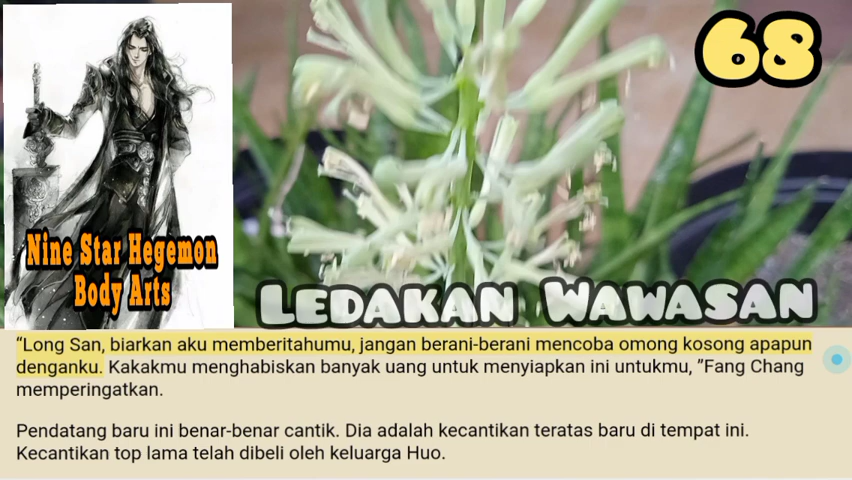 68
Nine Star Hegemon
Body Arts
LEDAKAN WAWASAN
“Long San, biarkan aku memberitahumu, jangan berani-berani mencoba omong kosong apapun
denganku. Kakakmu menghabiskan banyak uang untuk menyiapkan ini untukmu, ”Fang Chang
memperingatkan.
Pendatang baru ini benar-benar cantik. Dia adalah kecantikan teratas baru di tempat ini.
Kecantikan top lama telah dibeli oleh keluarga Huo.